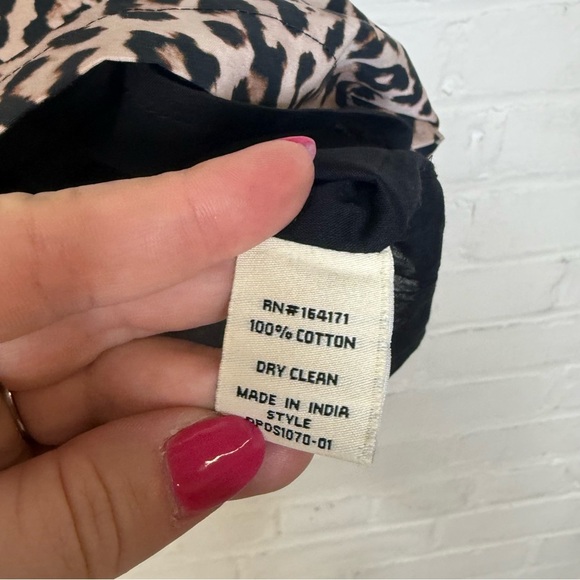 RN#164171
100% COTTON
DRY CLEAN
MADE IN INDIA
STYLE